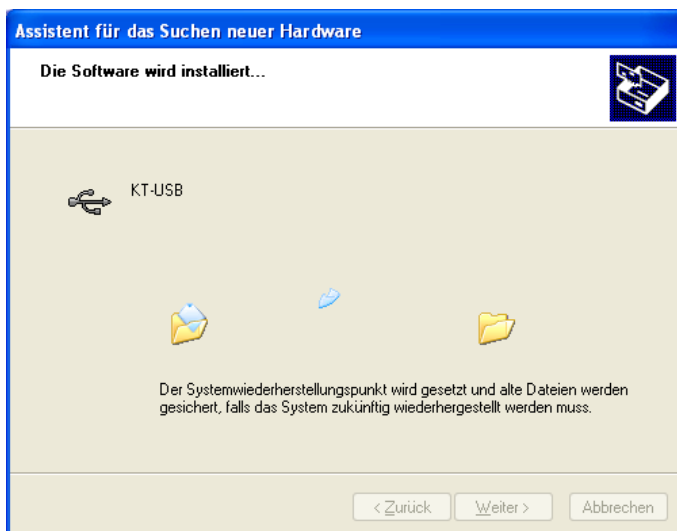 Assistent für das Suchen neuer Hardware
Die Software wird installiert...
KT-USB
Der Systemwiederherstellungspunkt wird gesetzt und alte Dateien werden
gesichert, falls das System zukünftig wiederhergestellt werden muss.
< Zurück Weiter > Abbrechen